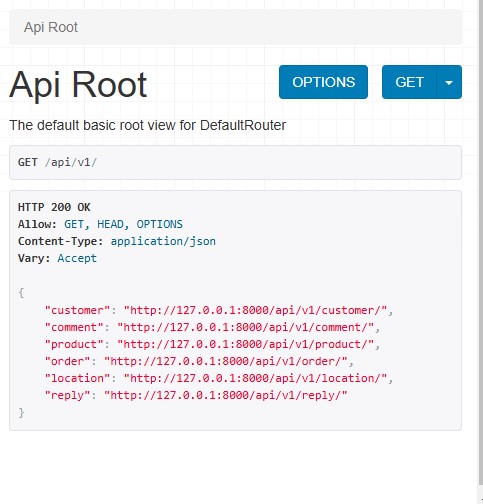 Api Root
Api Root
OPTIONS
GET
The default basic root view for DefaultRouter
GET /api/v1/
HTTP 200 OK
Allow: GET, HEAD, OPTIONS
Content-Type: application/json
Vary: Accept
{
    "customer": "http://127.0.0.1:8000/api/v1/customer/",
    "comment": "http://127.0.0.1:8000/api/v1/comment/",
    "product": "http://127.0.0.1:8000/api/v1/product/",
    "order": "http://127.0.0.1:8000/api/v1/order/",
    "location": "http://127.0.0.1:8000/api/v1/location/",
    "reply": "http://127.0.0.1:8000/api/v1/reply/"
}